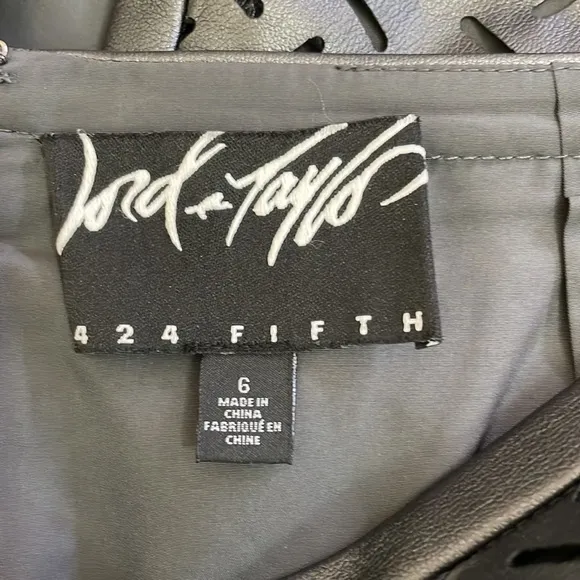 Lord & Taylor
424 FIFTH
6
MADE IN
CHINA
FABRIQUÉ EN
CHINE